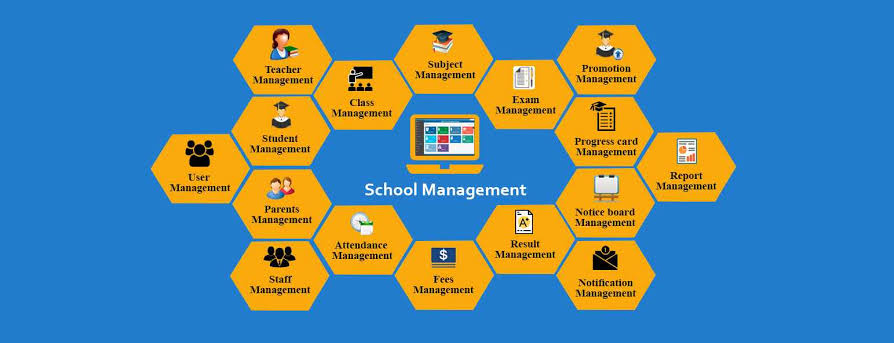 Teacher
Management
Class
Management
Subject
Management
Exam
Management
Promotion
Management
Student
Management
Progress card
Management
User
Management
School Management
Report
Management
Parents
Management
Notice board
Management
Attendance
Management
Result
Management
A+
Staff
Management
$
Fees
Management
1
Notification
Management